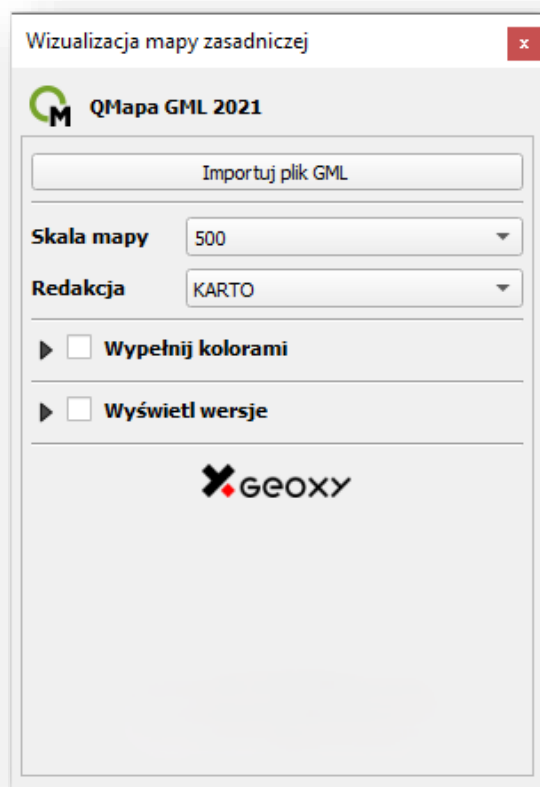 Wizualizacja mapy zasadniczej
x
QMapa GML 2021
Importuj plik GML
Skala mapy 500
Redakcja KARTO
Wypełnij kolorami
Wyświetl wersje
GEOXY